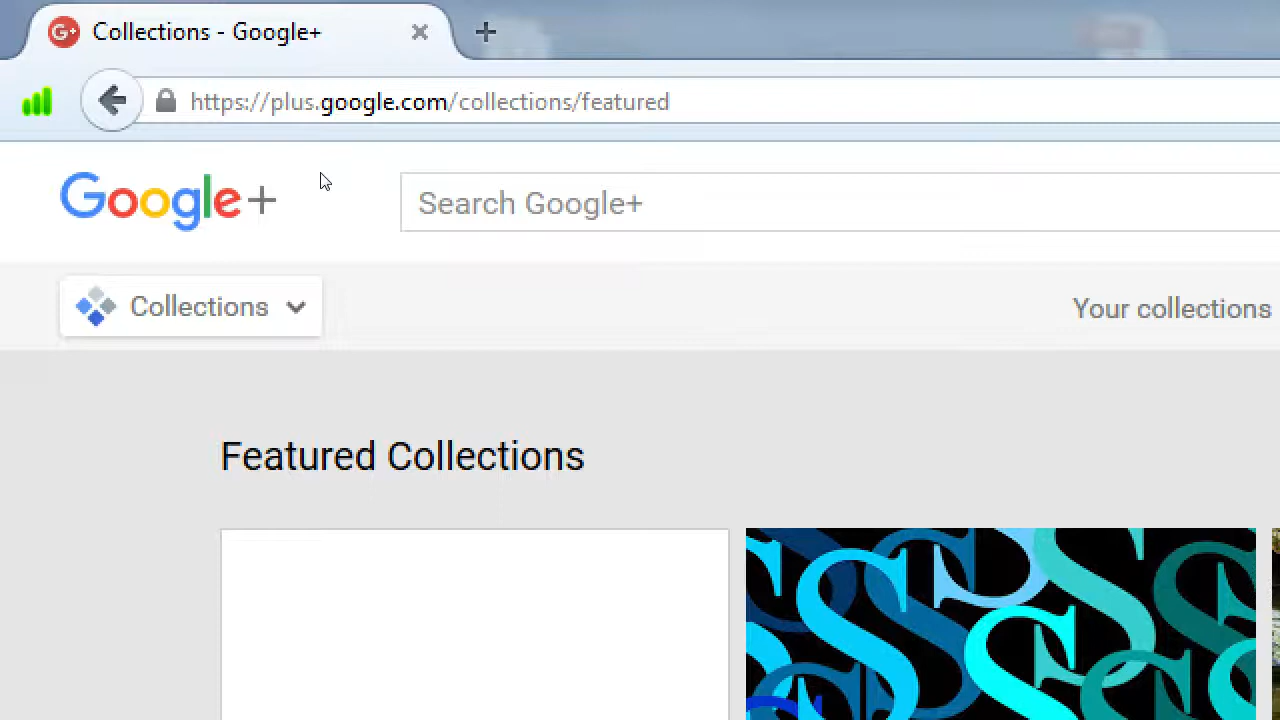 Collections - Google+
https://plus.google.com/collections/featured
Google+
Search Google+
Collections
Your collections
Featured Collections